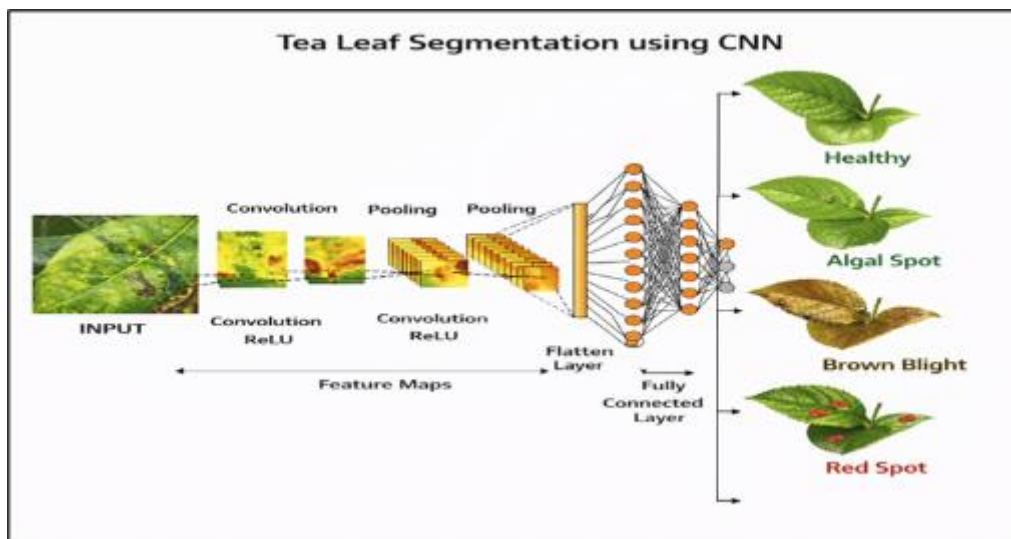 Tea Leaf Segmentation using CNN
Healthy
Convolution
Pooling
Pooling
Algal Spot
INPUT
Convolution
ReLU
Convolution
ReLU
Flatten
Layer
Brown Blight
Feature Maps
Fully
Connected
Layer
Red Spot